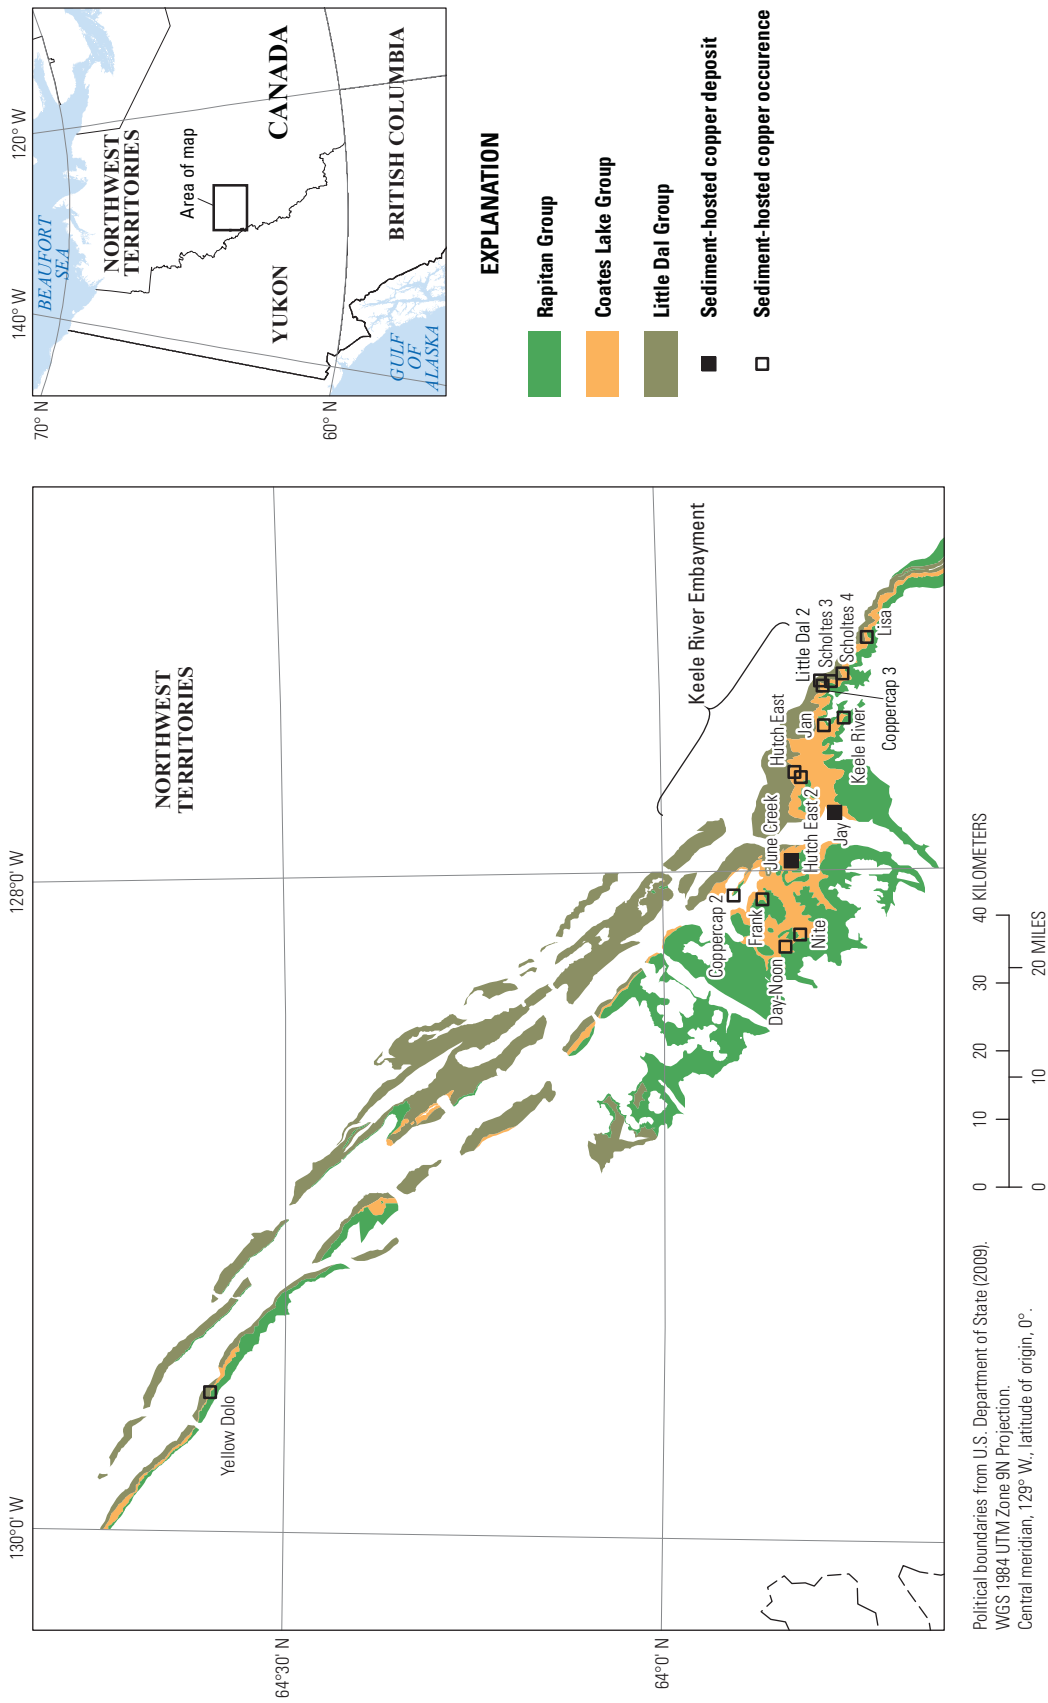 130°0' W
128°0' W
64°30' N
64°0' N
NORTHWEST
TERRITORIES
Yellow Dolo
Keele River Embayment
Coppercap 2
Frank
Day-Noon
Nite
June Creek
Hutch East 2
Hutch East
Jay
Jan
Keele River
Little Dal 2
Scholtes 3
Scholtes 4
Coppercap 3
Lisa
140° W
120° W
70° N
60° N
BEAUFORT
SEA
NORTHWEST
TERRITORIES
Area of map
YUKON
CANADA
GULF
OF
ALASKA
BRITISH COLUMBIA
EXPLANATION
Rapitan Group
Coates Lake Group
Little Dal Group
Sediment-hosted copper deposit
Sediment-hosted copper occurence
Political boundaries from U.S. Department of State (2009).
WGS 1984 UTM Zone 9N Projection.
Central meridian, 129° W., latitude of origin, 0°.
0 10 20 30 40 KILOMETERS
0 10 20 MILES